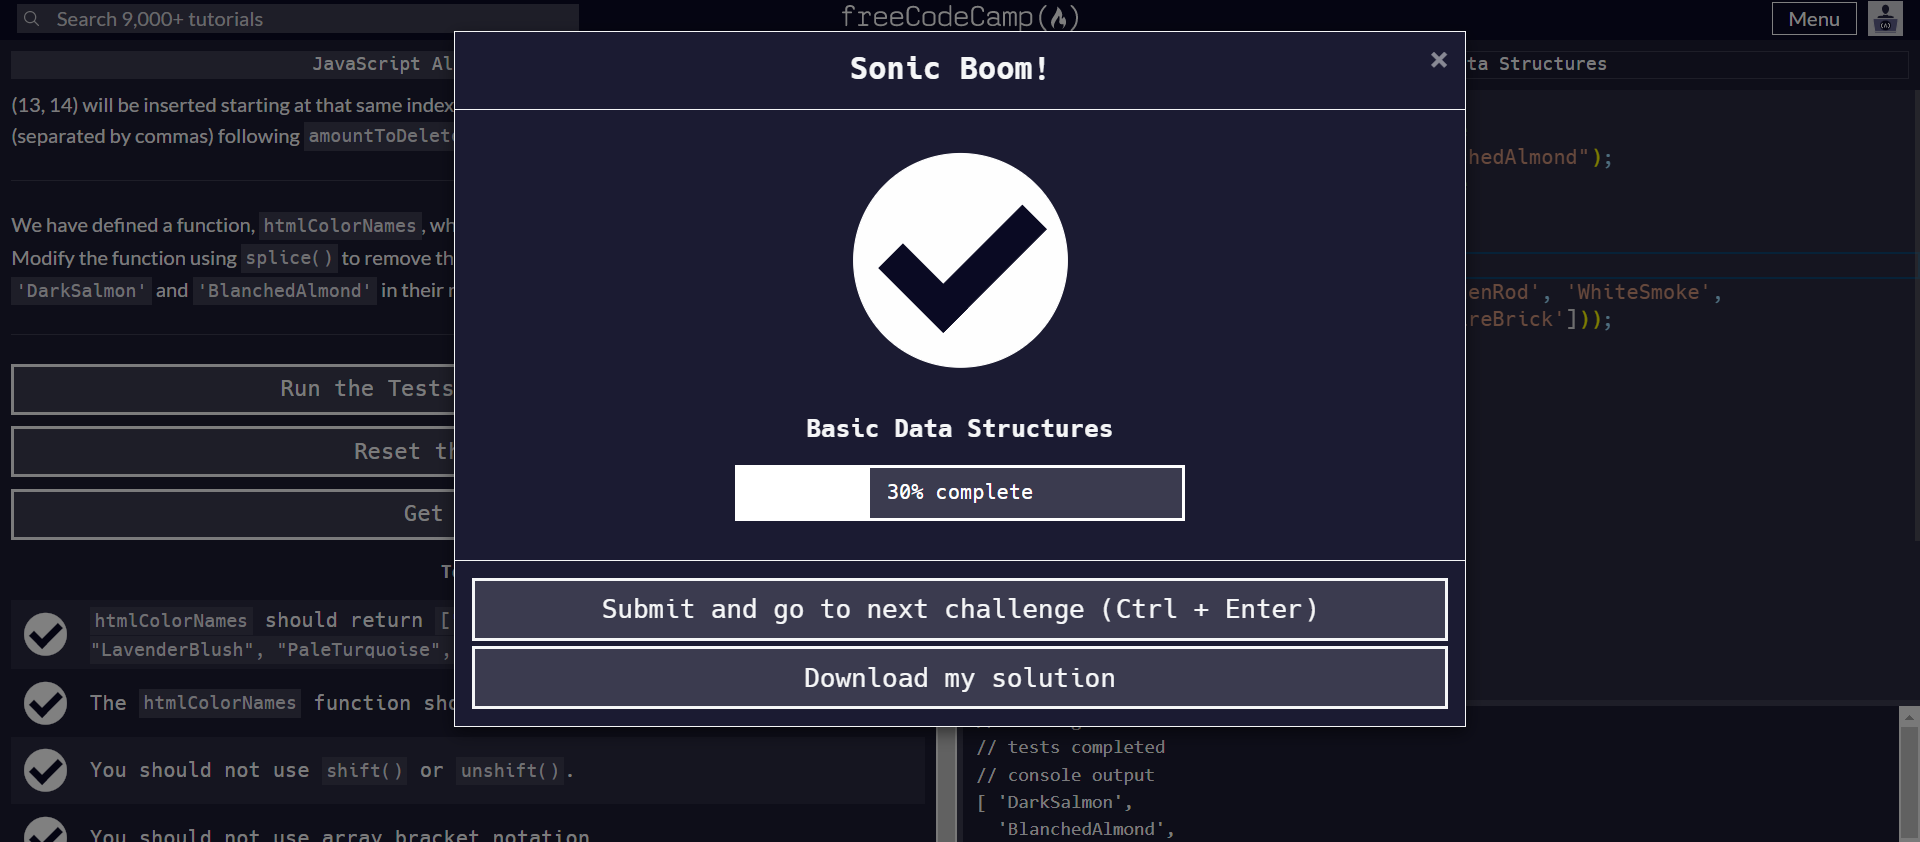 Search 9,000+ tutorials
freeCodeCamp(🔥)
Menu
JavaScript Al
ta Structures
(13, 14) will be inserted starting at that same index
(separated by commas) following amountToDelet
We have defined a function, htmlColorNames, wh
Modify the function using splice() to remove th
'DarkSalmon' and 'BlanchedAlmond' in their
Run the Tests
Reset th
Get
htmlColorNames should return [
"LavenderBlush", "PaleTurquoise",
The htmlColorNames function sho
You should not use shift() or unshift().
You should not use array bracket notation
Sonic Boom!
×
Basic Data Structures
30% complete
Submit and go to next challenge (Ctrl + Enter)
Download my solution
hedAlmond");
enRod', 'WhiteSmoke',
reBrick']));
// tests completed
// console output
[ 'DarkSalmon',
'BlanchedAlmond',